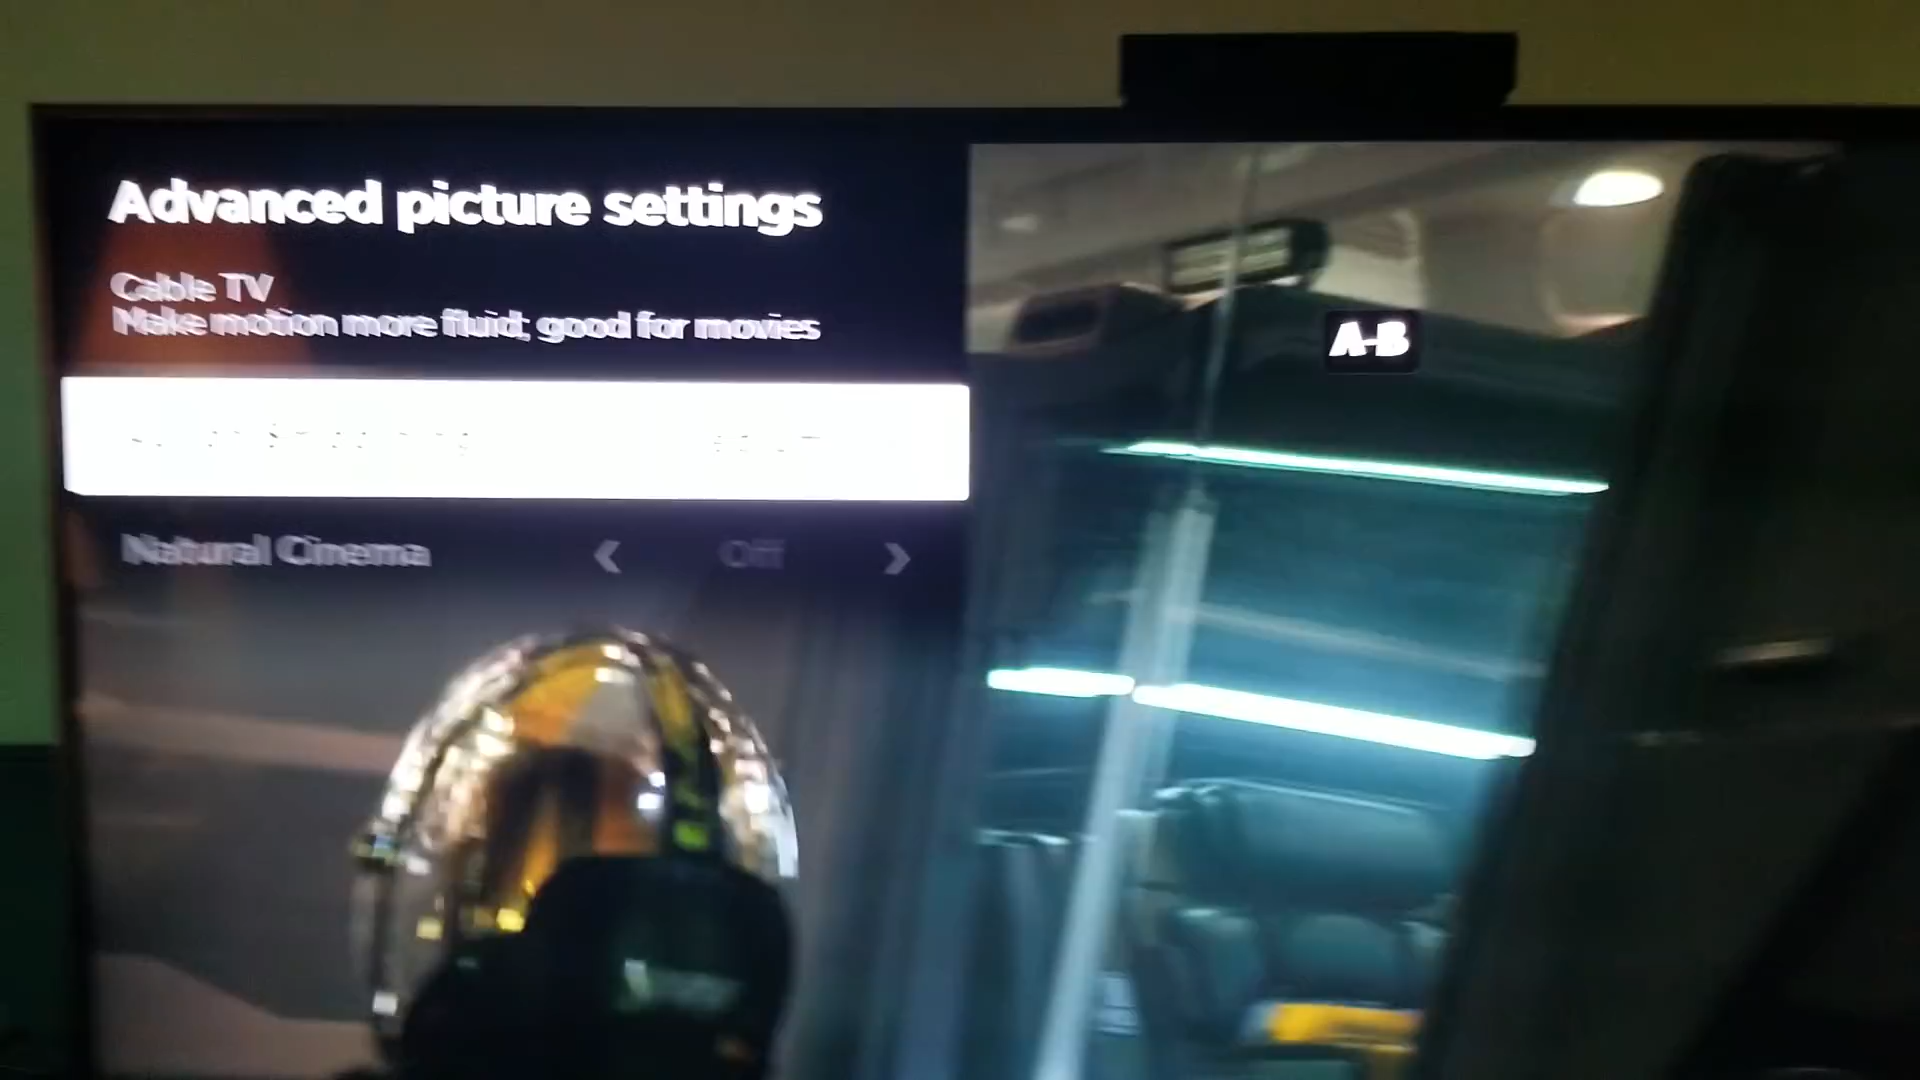 Advanced picture settings
Cable TV
Make motion more fluid; good for movies
A-B
Natural Cinema
Off